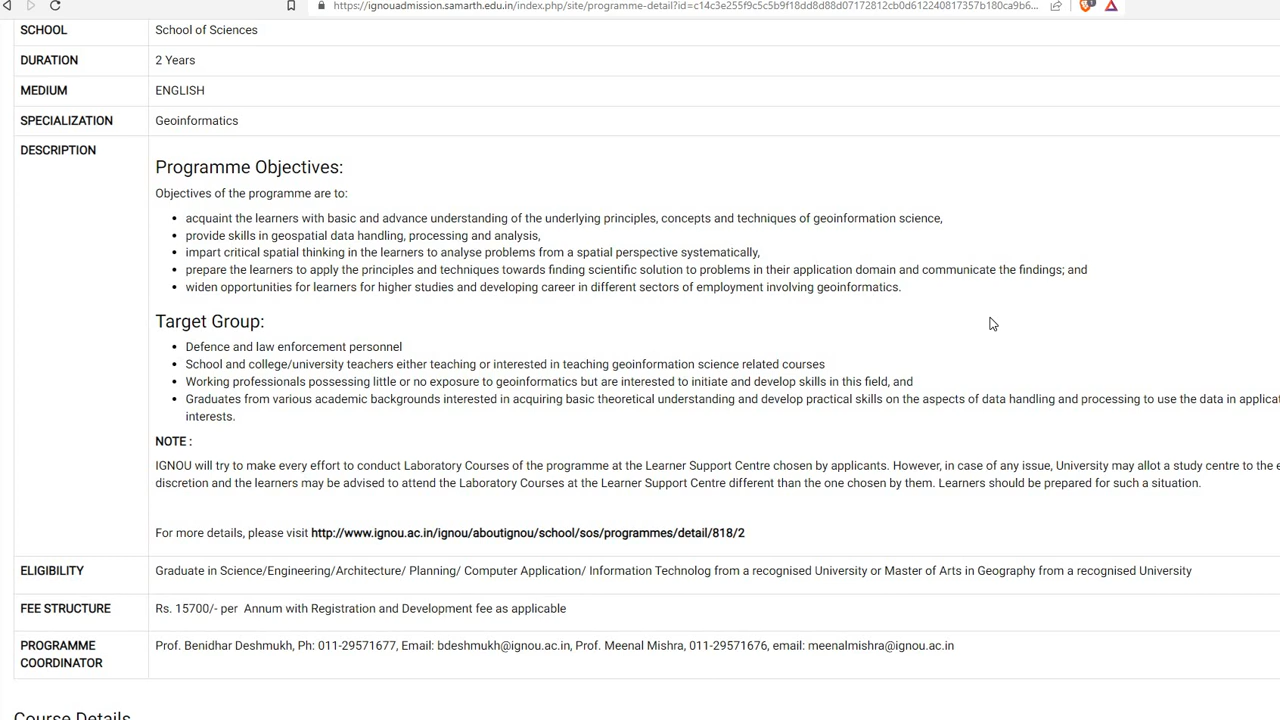 https://ignouadmission.samarth.edu.in/index.php/site/programme-detail?id=c14c3e255f9c5c5b9f18dd8d88d07172812cb0d612240817357b180ca9b6...
SCHOOL School of Sciences
DURATION 2 Years
MEDIUM ENGLISH
SPECIALIZATION Geoinformatics
DESCRIPTION
Programme Objectives:
Objectives of the programme are to:
• acquaint the learners with basic and advance understanding of the underlying principles, concepts and techniques of geoinformation science,
• provide skills in geospatial data handling, processing and analysis,
• impart critical spatial thinking in the learners to analyse problems from a spatial perspective systematically,
• prepare the learners to apply the principles and techniques towards finding scientific solution to problems in their application domain and communicate the findings; and
• widen opportunities for learners for higher studies and developing career in different sectors of employment involving geoinformatics.
Target Group:
• Defence and law enforcement personnel
• School and college/university teachers either teaching or interested in teaching geoinformation science related courses
• Working professionals possessing little or no exposure to geoinformatics but are interested to initiate and develop skills in this field, and
• Graduates from various academic backgrounds interested in acquiring basic theoretical understanding and develop practical skills on the aspects of data handling and processing to use the data in
interests.
NOTE :
IGNOU will try to make every effort to conduct Laboratory Courses of the programme at the Learner Support Centre chosen by applicants. However, in case of any issue, University may allot a study centre to the
discretion and the learners may be advised to attend the Laboratory Courses at the Learner Support Centre different than the one chosen by them. Learners should be prepared for such a situation.
For more details, please visit http://www.ignou.ac.in/ignou/aboutignou/school/sos/programmes/detail/818/2
ELIGIBILITY Graduate in Science/Engineering/Architecture/ Planning/ Computer Application/ Information Technolog from a recognised University or Master of Arts in Geography from a recognised University
FEE STRUCTURE Rs. 15700/- per Annum with Registration and Development fee as applicable
PROGRAMME COORDINATOR Prof. Benidhar Deshmukh, Ph: 011-29571677, Email: bdeshmukh@ignou.ac.in, Prof. Meenal Mishra, 011-29571676, email: meenalmishra@ignou.ac.in
Course Details